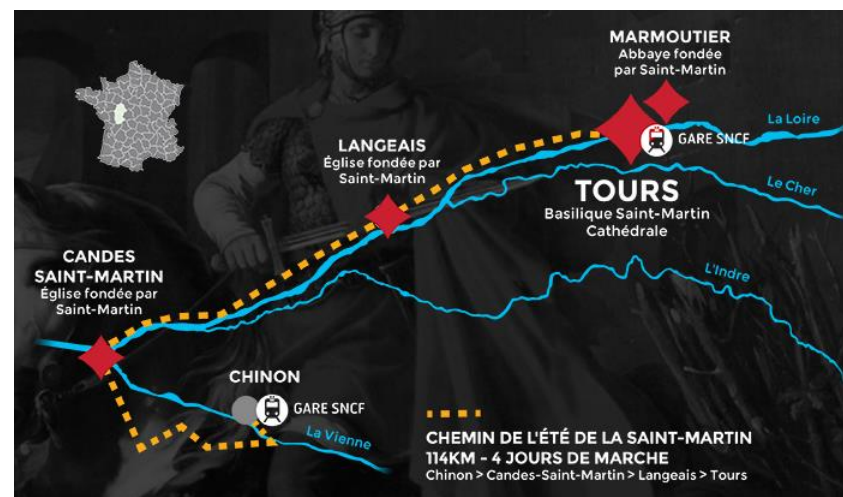 MARMOUTIER
Abbaye fondée
par Saint-Martin
La Loire
GARE SNCF
LANGEAIS
Église fondée par
Saint-Martin
TOURS
Basilique Saint-Martin
Cathédrale
Le Cher
CANDES
SAINT-MARTIN
Église fondée par
Saint-Martin
L'Indre
CHINON
GARE SNCF
La Vienne
CHEMIN DE L'ÉTÉ DE LA SAINT-MARTIN
114KM - 4 JOURS DE MARCHE
Chinon > Candes-Saint-Martin > Langeais > Tours